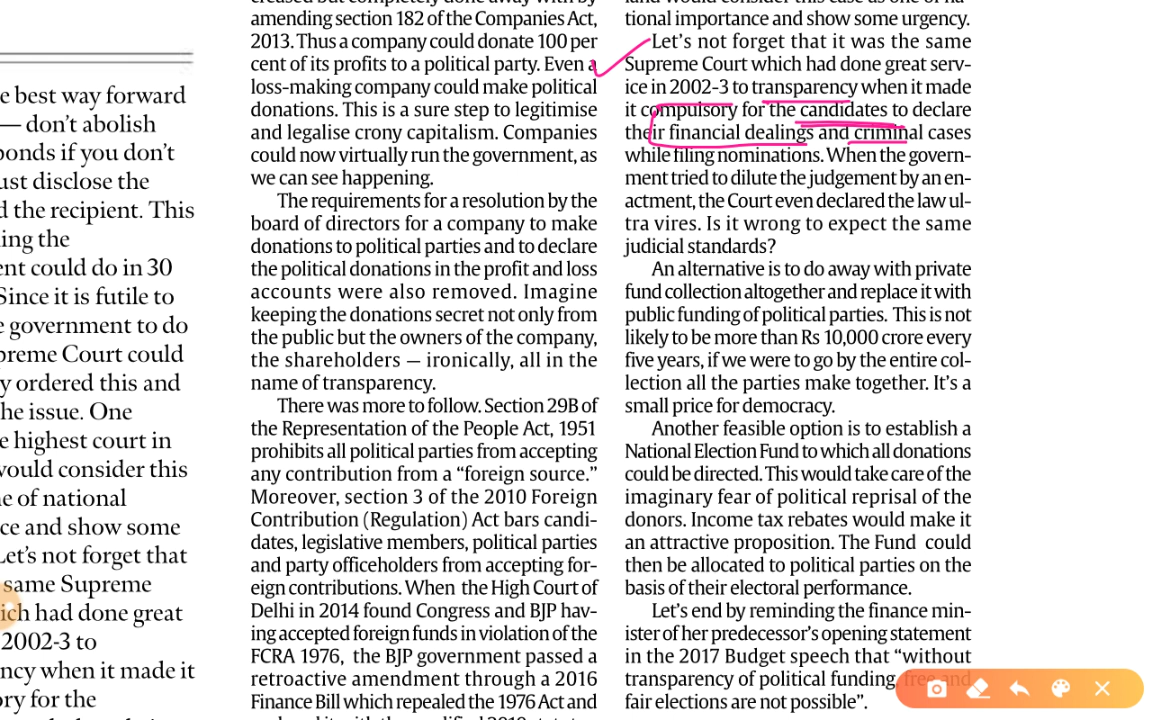 e best way forward
— don't abolish
onds if you don't
ust disclose the
d the recipient. This
ing the
ent could do in 30
Since it is futile to
e government to do
preme Court could
y ordered this and
he issue. One
e highest court in
would consider this
ne of national
ce and show some
Let's not forget that
same Supreme
ich had done great
2002-3 to
ncy when it made it
ory for the
amending section 182 of the Companies Act,
2013. Thus a company could donate 100 per
cent of its profits to a political party. Even a
loss-making company could make political
donations. This is a sure step to legitimise
and legalise crony capitalism. Companies
could now virtually run the government, as
we can see happening.
The requirements for a resolution by the
board of directors for a company to make
donations to political parties and to declare
the political donations in the profit and loss
accounts were also removed. Imagine
keeping the donations secret not only from
the public but the owners of the company,
the shareholders — ironically, all in the
name of transparency.
There was more to follow. Section 29B of
the Representation of the People Act, 1951
prohibits all political parties from accepting
any contribution from a “foreign source.”
Moreover, section 3 of the 2010 Foreign
Contribution (Regulation) Act bars candi-
dates, legislative members, political parties
and party officeholders from accepting for-
eign contributions. When the High Court of
Delhi in 2014 found Congress and BJP hav-
ing accepted foreign funds in violation of the
FCRA 1976, the BJP government passed a
retroactive amendment through a 2016
Finance Bill which repealed the 1976 Act and
tional importance and show some urgency.
Let's not forget that it was the same
Supreme Court which had done great serv-
ice in 2002-3 to transparency when it made
it compulsory for the candidates to declare
their financial dealings and criminal cases
while filing nominations. When the govern-
ment tried to dilute the judgement by an en-
actment, the Court even declared the law ul-
tra vires. Is it wrong to expect the same
judicial standards?
An alternative is to do away with private
fund collection altogether and replace it with
public funding of political parties. This is not
likely to be more than Rs 10,000 crore every
five years, if we were to go by the entire col-
lection all the parties make together. It's a
small price for democracy.
Another feasible option is to establish a
National Election Fund to which all donations
could be directed. This would take care of the
imaginary fear of political reprisal of the
donors. Income tax rebates would make it
an attractive proposition. The Fund could
then be allocated to political parties on the
basis of their electoral performance.
Let's end by reminding the finance min-
ister of her predecessor's opening statement
in the 2017 Budget speech that “without
transparency of political funding, free and
fair elections are not possible”.